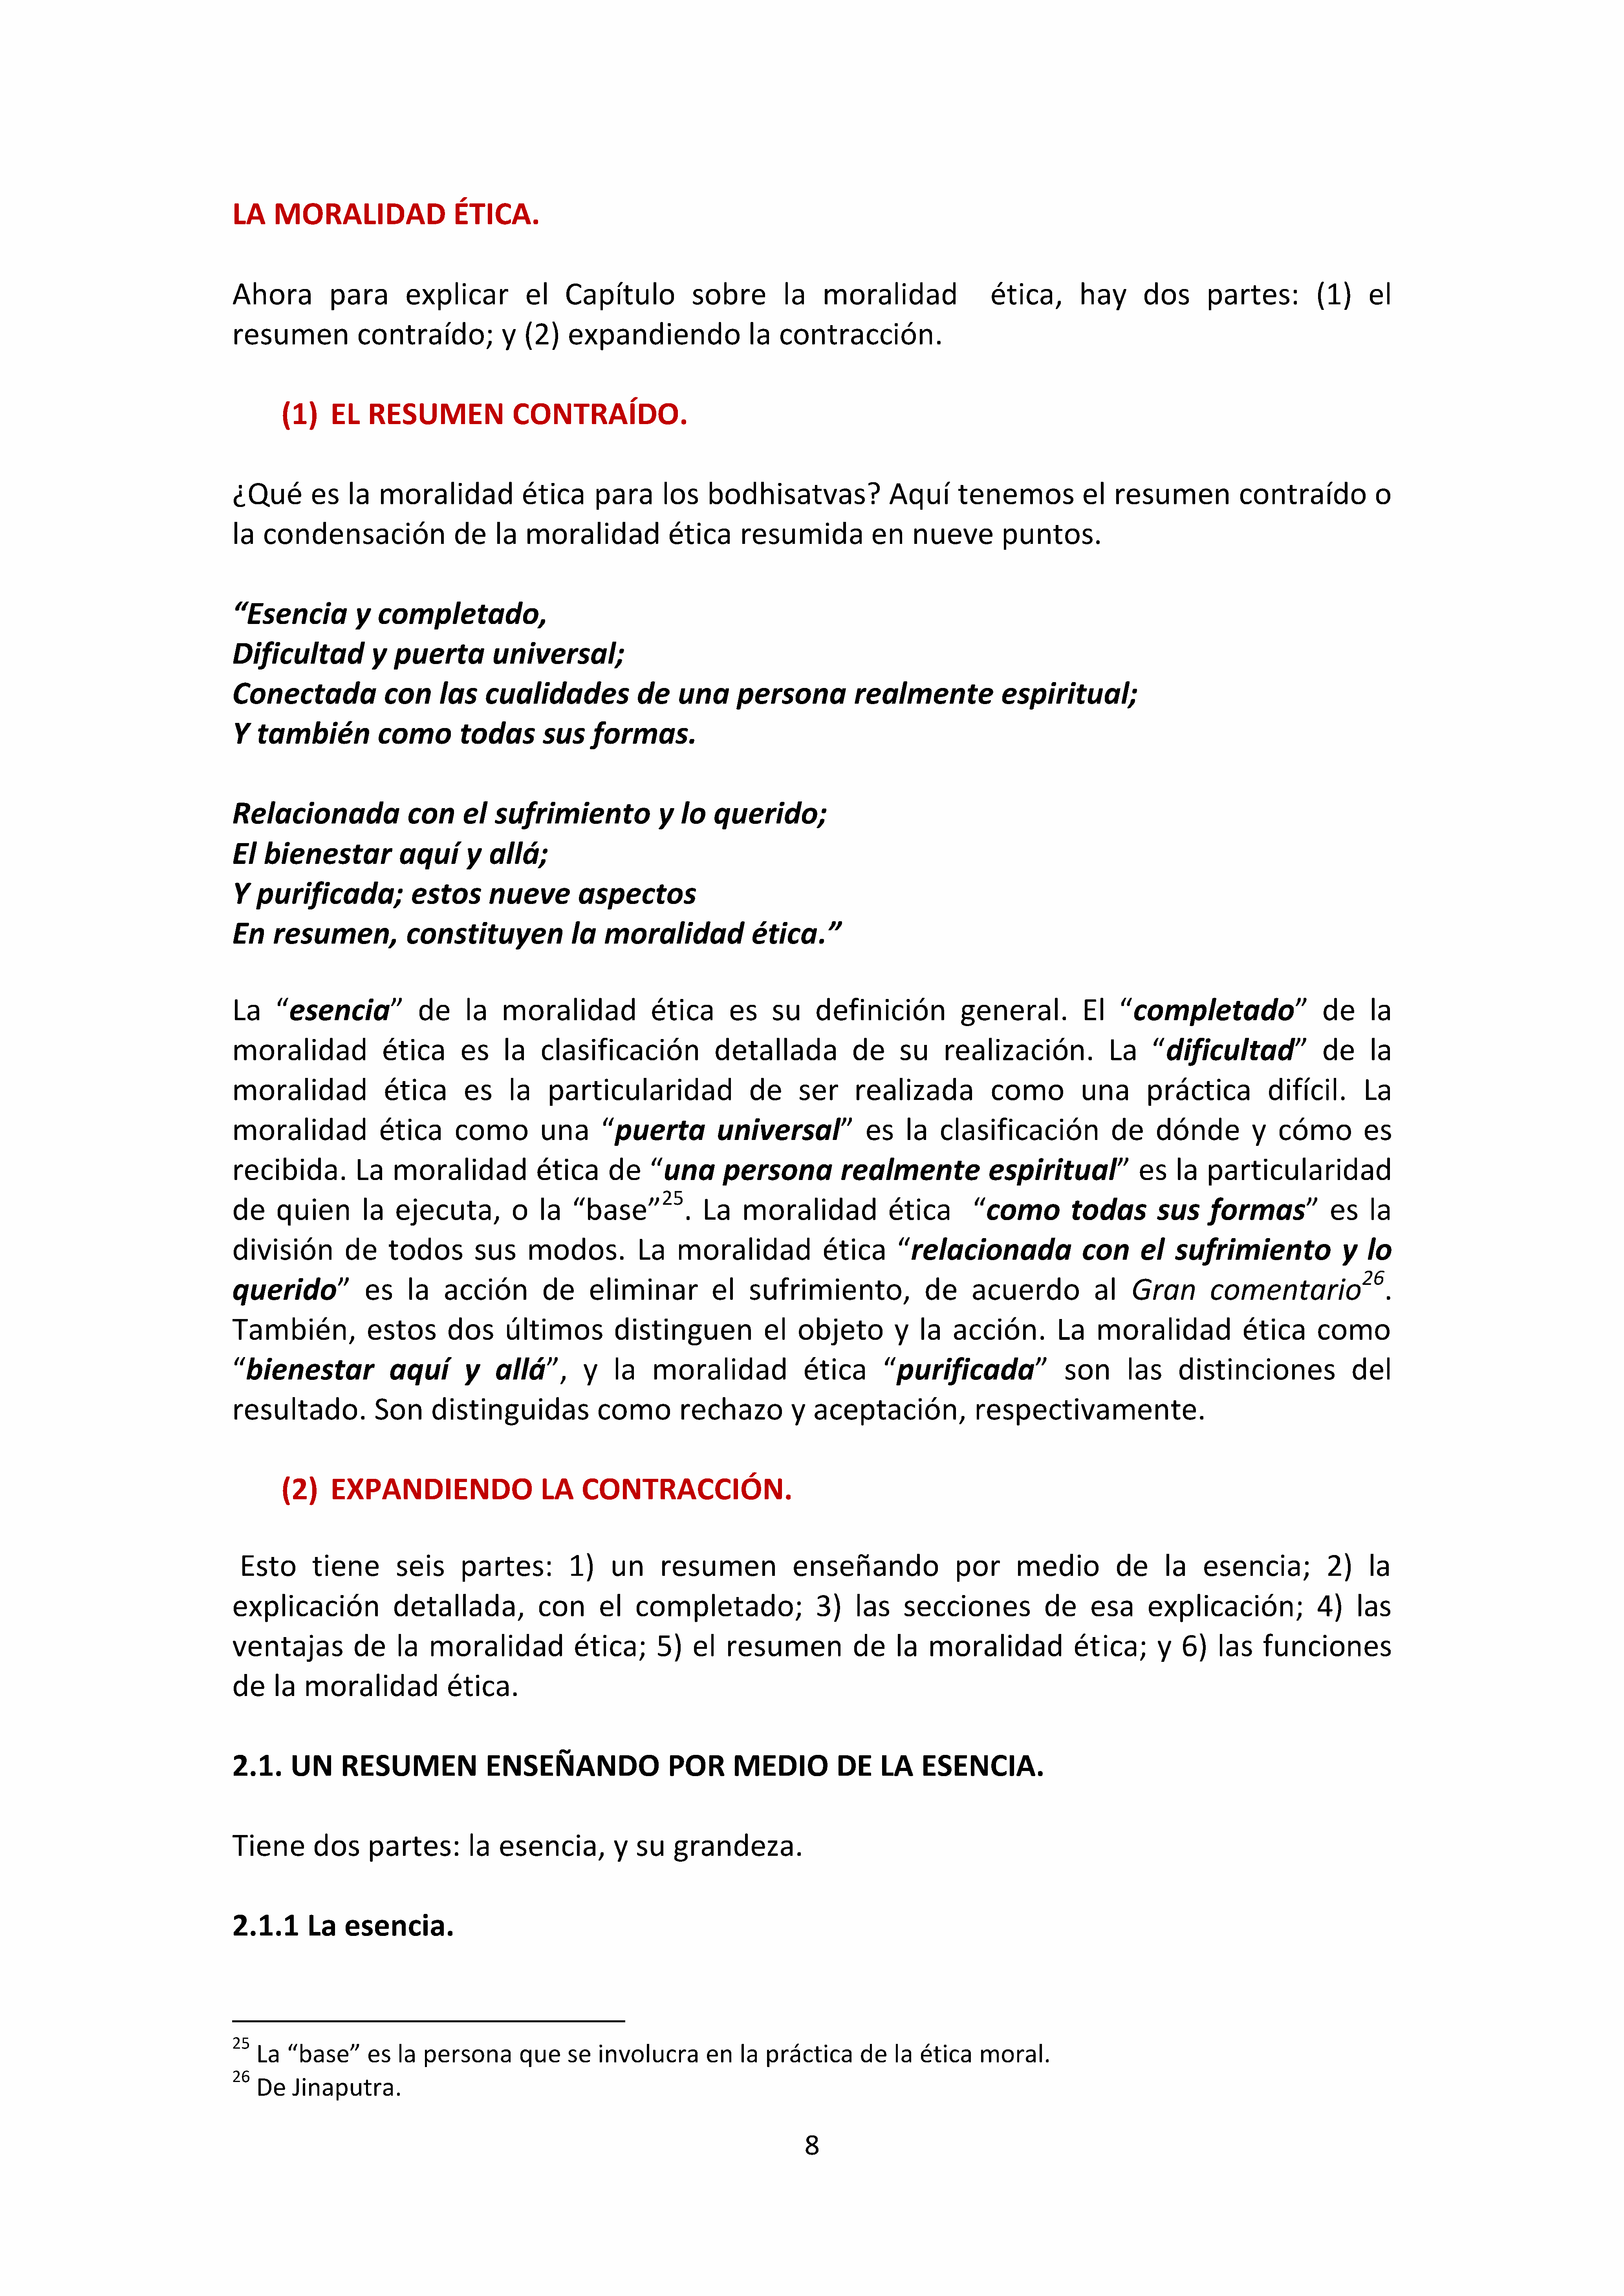 LA MORALIDAD ÉTICA.
Ahora para explicar el Capítulo sobre la moralidad  ética, hay dos partes: (1) el
resumen contraído; y (2) expandiendo la contracción.
(1) EL RESUMEN CONTRAÍDO.
¿Qué es la moralidad ética para los bodhisatvas? Aquí tenemos el resumen contraído o
la condensación de la moralidad ética resumida en nueve puntos.
“Esencia y completado,
Dificultad y puerta universal;
Conectada con las cualidades de una persona realmente espiritual;
Y también como todas sus formas.
Relacionada con el sufrimiento y lo querido;
El bienestar aquí y allá;
Y purificada; estos nueve aspectos
En resumen, constituyen la moralidad ética.”
La “esencia” de la moralidad ética es su definición general. El “completado” de la
moralidad ética es la clasificación detallada de su realización. La “dificultad” de la
moralidad ética es la particularidad de ser realizada como una práctica difícil. La
moralidad ética como una “puerta universal” es la clasificación de dónde y cómo es
recibida. La moralidad ética de “una persona realmente espiritual” es la particularidad
de quien la ejecuta, o la “base”25. La moralidad ética  “como todas sus formas” es la
división de todos sus modos. La moralidad ética “relacionada con el sufrimiento y lo
querido” es la acción de eliminar el sufrimiento, de acuerdo al Gran comentario26.
También, estos dos últimos distinguen el objeto y la acción. La moralidad ética como
“bienestar aquí y allá”, y la moralidad ética “purificada” son las distinciones del
resultado. Son distinguidas como rechazo y aceptación, respectivamente.
(2) EXPANDIENDO LA CONTRACCIÓN.
Esto tiene seis partes: 1) un resumen enseñando por medio de la esencia; 2) la
explicación detallada, con el completado; 3) las secciones de esa explicación; 4) las
ventajas de la moralidad ética; 5) el resumen de la moralidad ética; y 6) las funciones
de la moralidad ética.
2.1. UN RESUMEN ENSEÑANDO POR MEDIO DE LA ESENCIA.
Tiene dos partes: la esencia, y su grandeza.
2.1.1 La esencia.
25 La “base” es la persona que se involucra en la práctica de la ética moral.
26 De Jinaputra.
8